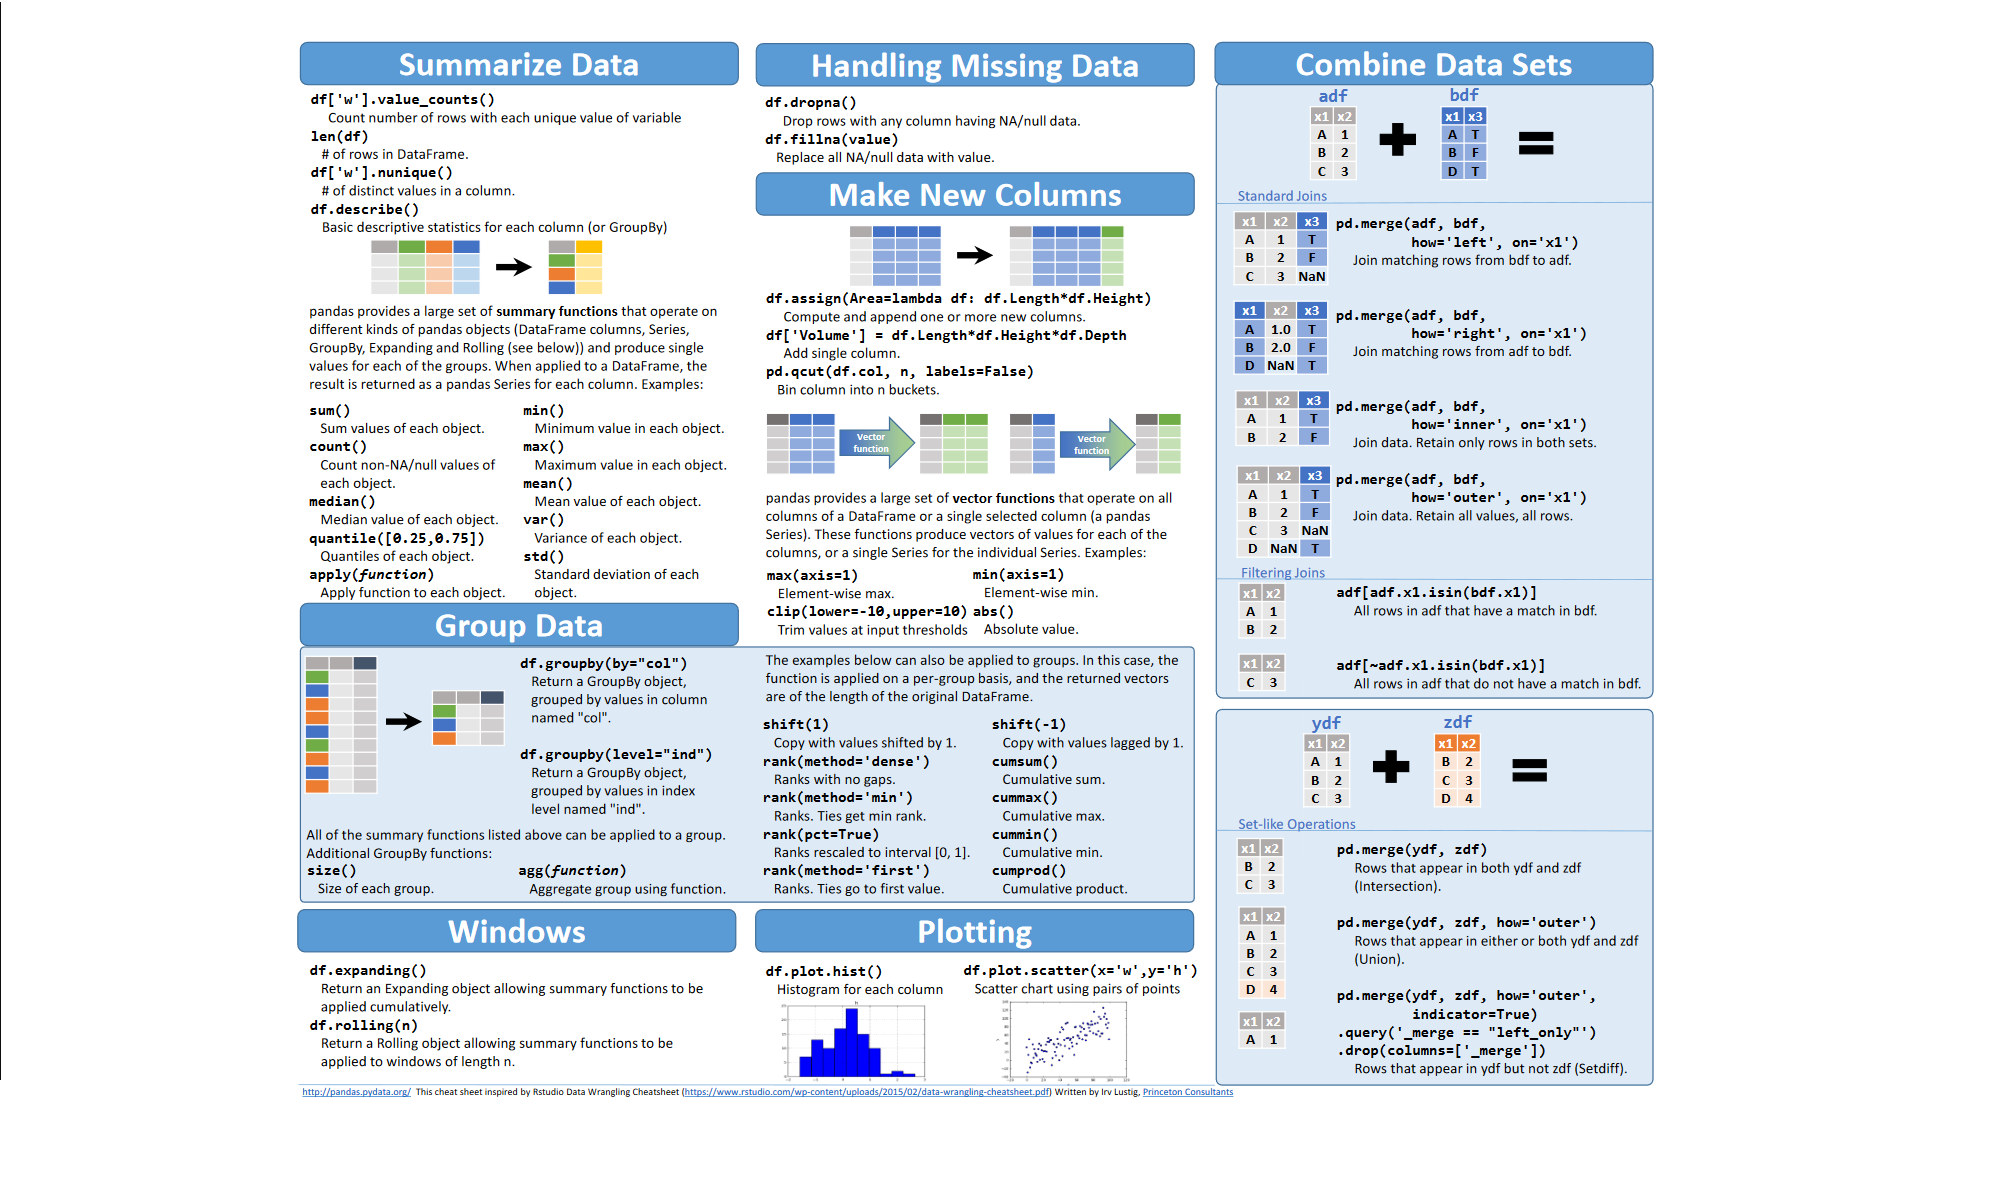 Summarize Data
df['w'].value_counts()
Count number of rows with each unique value of variable
len(df)
# of rows in DataFrame.
df['w'].nunique()
# of distinct values in a column.
df.describe()
Basic descriptive statistics for each column (or GroupBy)
pandas provides a large set of summary functions that operate on
different kinds of pandas objects (DataFrame columns, Series,
GroupBy, Expanding and Rolling (see below)) and produce single
values for each of the groups. When applied to a DataFrame, the
result is returned as a pandas Series for each column. Examples:
sum()
Sum values of each object.
count()
Count non-NA/null values of
each object.
median()
Median value of each object.
quantile([0.25,0.75])
Quantiles of each object.
apply(function)
Apply function to each object.
min()
Minimum value in each object.
max()
Maximum value in each object.
mean()
Mean value of each object.
var()
Variance of each object.
std()
Standard deviation of each
object.
Group Data
df.groupby(by="col")
Return a GroupBy object,
grouped by values in column
named "col".
df.groupby(level="ind")
Return a GroupBy object,
grouped by values in index
level named "ind".
All of the summary functions listed above can be applied to a group.
Additional GroupBy functions:
size()
Size of each group.
agg(function)
Aggregate group using function.
Windows
df.expanding()
Return an Expanding object allowing summary functions to be
applied cumulatively.
df.rolling(n)
Return a Rolling object allowing summary functions to be
applied to windows of length n.
Handling Missing Data
df.dropna()
Drop rows with any column having NA/null data.
df.fillna(value)
Replace all NA/null data with value.
Make New Columns
df.assign(Area=lambda df: df.Length*df.Height)
Compute and append one or more new columns.
df['Volume'] = df.Length*df.Height*df.Depth
Add single column.
pd.qcut(df.col, n, labels=False)
Bin column into n buckets.
Vector
function
Vector
function
pandas provides a large set of vector functions that operate on all
columns of a DataFrame or a single selected column (a pandas
Series). These functions produce vectors of values for each of the
columns, or a single Series for the individual Series. Examples:
max(axis=1)
Element-wise max.
clip(lower=-10,upper=10)
Trim values at input thresholds
min(axis=1)
Element-wise min.
abs()
Absolute value.
The examples below can also be applied to groups. In this case, the
function is applied on a per-group basis, and the returned vectors
are of the length of the original DataFrame.
shift(1)
Copy with values shifted by 1.
rank(method='dense')
Ranks with no gaps.
rank(method='min')
Ranks. Ties get min rank.
rank(pct=True)
Ranks rescaled to interval [0, 1].
rank(method='first')
Ranks. Ties go to first value.
shift(-1)
Copy with values lagged by 1.
cumsum()
Cumulative sum.
cummax()
Cumulative max.
cummin()
Cumulative min.
cumprod()
Cumulative product.
Plotting
df.plot.hist()
Histogram for each column
df.plot.scatter(x='w',y='h')
Scatter chart using pairs of points
Combine Data Sets
adf
x1 x2
A 1
B 2
C 3
bdf
x1 x3
A T
B F
D T
Standard Joins
x1 x2 x3
A 1 T
B 2 F
C 3 NaN
pd.merge(adf, bdf,
how='left', on='x1')
Join matching rows from bdf to adf.
x1 x2 x3
A 1.0 T
B 2.0 F
D NaN T
pd.merge(adf, bdf,
how='right', on='x1')
Join matching rows from adf to bdf.
x1 x2 x3
A 1 T
B 2 F
pd.merge(adf, bdf,
how='inner', on='x1')
Join data. Retain only rows in both sets.
x1 x2 x3
A 1 T
B 2 F
C 3 NaN
D NaN T
pd.merge(adf, bdf,
how='outer', on='x1')
Join data. Retain all values, all rows.
Filtering Joins
x1 x2
A 1
B 2
adf[adf.x1.isin(bdf.x1)]
All rows in adf that have a match in bdf.
x1 x2
C 3
adf[~adf.x1.isin(bdf.x1)]
All rows in adf that do not have a match in bdf.
ydf
x1 x2
A 1
B 2
C 3
zdf
x1 x2
B 2
C 3
D 4
Set-like Operations
x1 x2
B 2
C 3
pd.merge(ydf, zdf)
Rows that appear in both ydf and zdf
(Intersection).
x1 x2
A 1
B 2
C 3
D 4
pd.merge(ydf, zdf, how='outer')
Rows that appear in either or both ydf and zdf
(Union).
x1 x2
A 1
pd.merge(ydf, zdf, how='outer',
indicator=True)
.query('_merge == "left_only"')
.drop(columns=['_merge'])
Rows that appear in ydf but not zdf (Setdiff).
http://pandas.pydata.org/ This cheat sheet inspired by Rstudio Data Wrangling Cheatsheet (https://www.rstudio.com/wp-content/uploads/2015/02/data-wrangling-cheatsheet.pdf) Written by Irv Lustig, Princeton Consultants